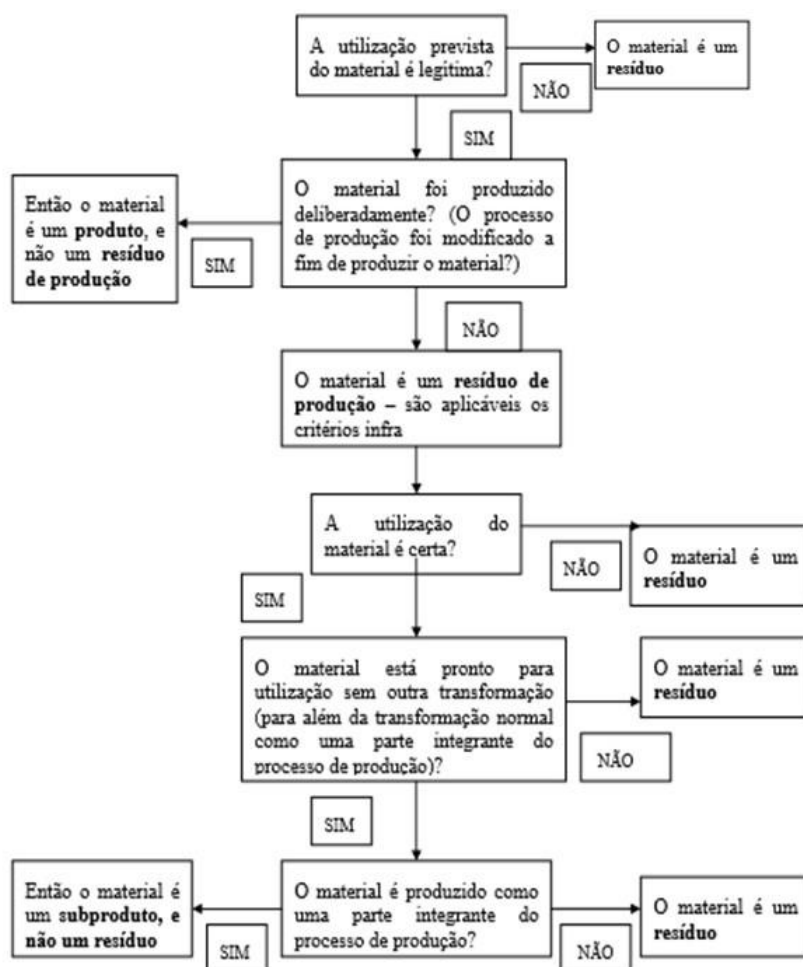 A utilização prevista
do material é legítima?
O material é um
resíduo
NÃO
SIM
Então o material
é um produto, e
não um resíduo
de produção
SIM
O material foi produzido
deliberadamente? (O processo
de produção foi modificado a
fim de produzir o material?)
NÃO
O material é um resíduo de
produção – são aplicáveis os
critérios infra
A utilização do
material é certa?
NÃO
O material é um
resíduo
SIM
O material está pronto para
utilização sem outra transformação
(para além da transformação normal
como uma parte integrante do
processo de produção)?
O material é um
resíduo
NÃO
SIM
Então o material é
um subproduto, e
não um resíduo
SIM
O material é produzido como
uma parte integrante do
processo de produção?
NÃO
O material é um
resíduo